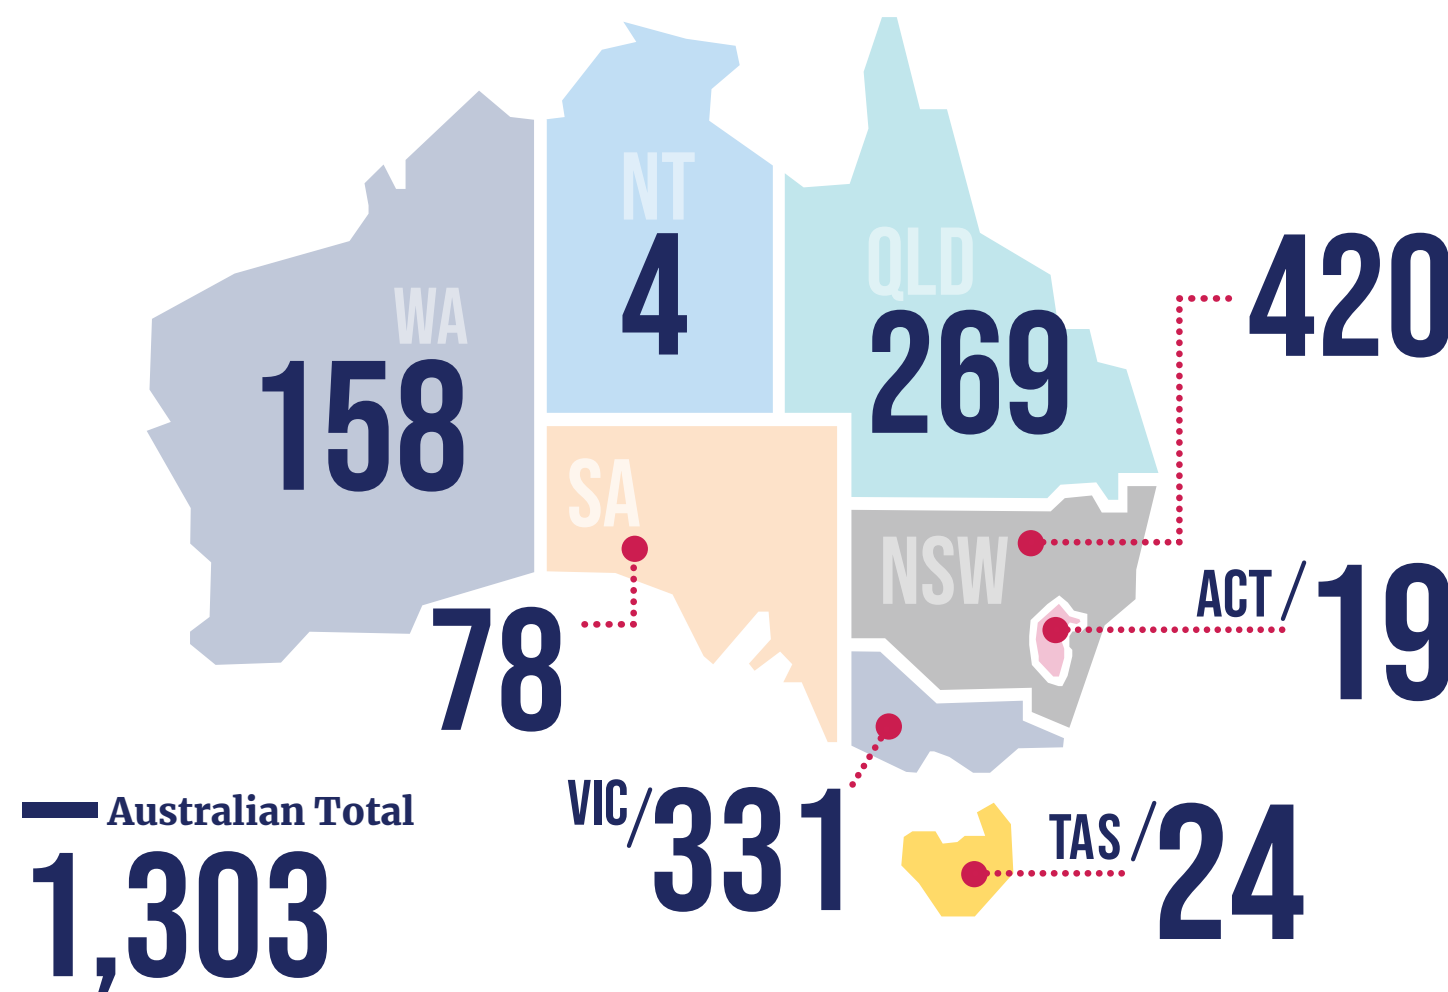 NT
4
QLD
269
420
WA
158
SA
78
NSW
ACT/19
VIC/331
TAS/24
Australian Total
1,303